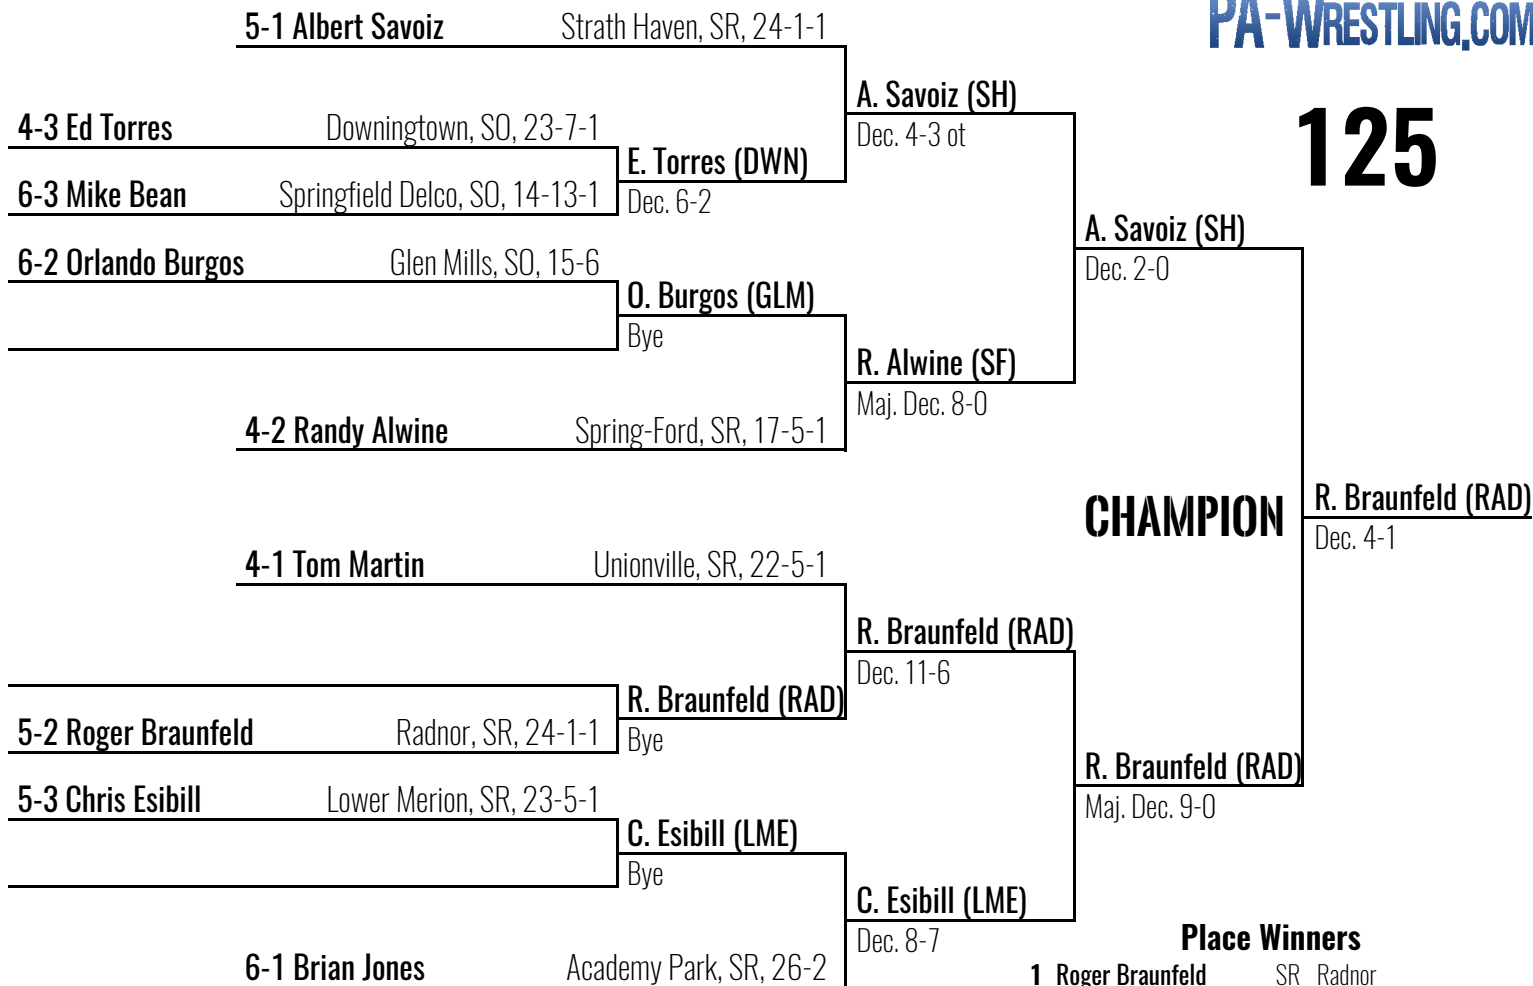 PA-WRESTLING.COM
5-1 Albert Savoiz Strath Haven, SR, 24-1-1
A. Savoiz (SH)
125
4-3 Ed Torres Downingtown, SO, 23-7-1
Dec. 4-3 ot
E. Torres (DWN)
6-3 Mike Bean Springfield Delco, SO, 14-13-1
Dec. 6-2
A. Savoiz (SH)
6-2 Orlando Burgos Glen Mills, SO, 15-6
Dec. 2-0
O. Burgos (GLM)
Bye
R. Alwine (SF)
Maj. Dec. 8-0
4-2 Randy Alwine Spring-Ford, SR, 17-5-1
CHAMPION
R. Braunfeld (RAD)
Dec. 4-1
4-1 Tom Martin Unionville, SR, 22-5-1
R. Braunfeld (RAD)
Dec. 11-6
R. Braunfeld (RAD)
5-2 Roger Braunfeld Radnor, SR, 24-1-1
Bye
R. Braunfeld (RAD)
5-3 Chris Esibill Lower Merion, SR, 23-5-1
Maj. Dec. 9-0
C. Esibill (LME)
Bye
C. Esibill (LME)
Dec. 8-7
Place Winners
6-1 Brian Jones Academy Park, SR, 26-2
1 Roger Braunfeld SR Radnor